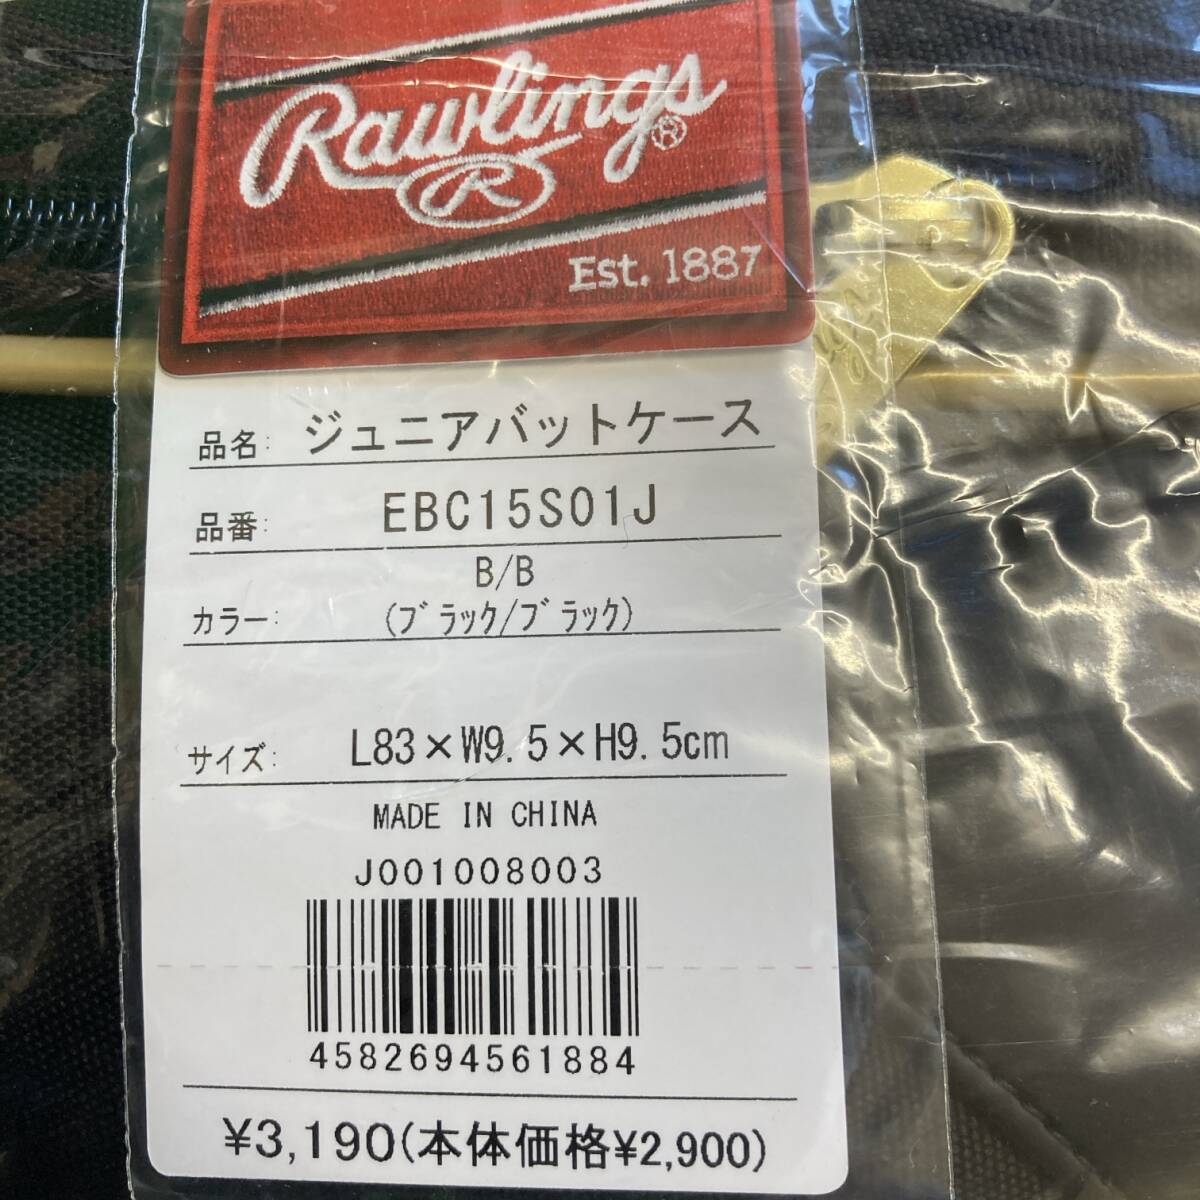 Rawlings®
R
Est. 1887
品名: ジュニアバットケース
品番: EBC15S01J
B/B
カラー: (ブラック/ブラック)
サイズ: L83×W9.5×H9.5cm
MADE IN CHINA
J001008003
4582694561884
¥3,190(本体価格¥2,900)